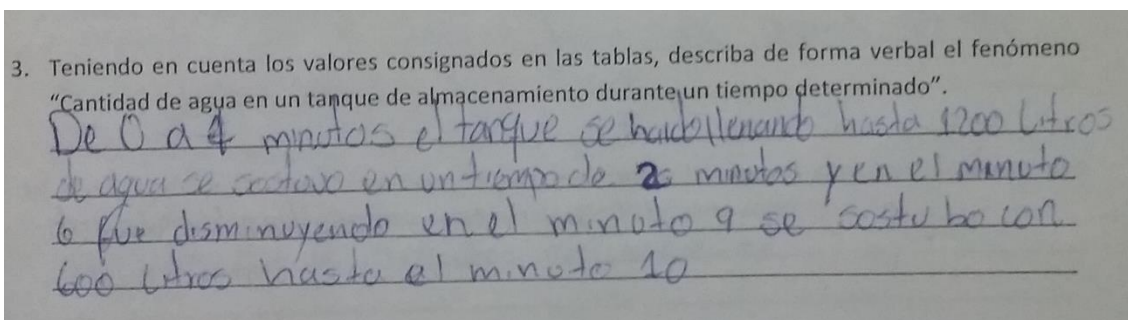 3. Teniendo en cuenta los valores consignados en las tablas, describa de forma verbal el fenómeno
“Cantidad de agua en un tanque de almacenamiento durante un tiempo determinado”.
De 0 a 4 minutos el tanque se ha ido llenando hasta 1200 Litros
de agua se sostuvo en un tiempo de 2 minutos y en el minuto
6 fue disminuyendo en el minuto 9 se sostubo con
600 Litros hasta el minuto 10